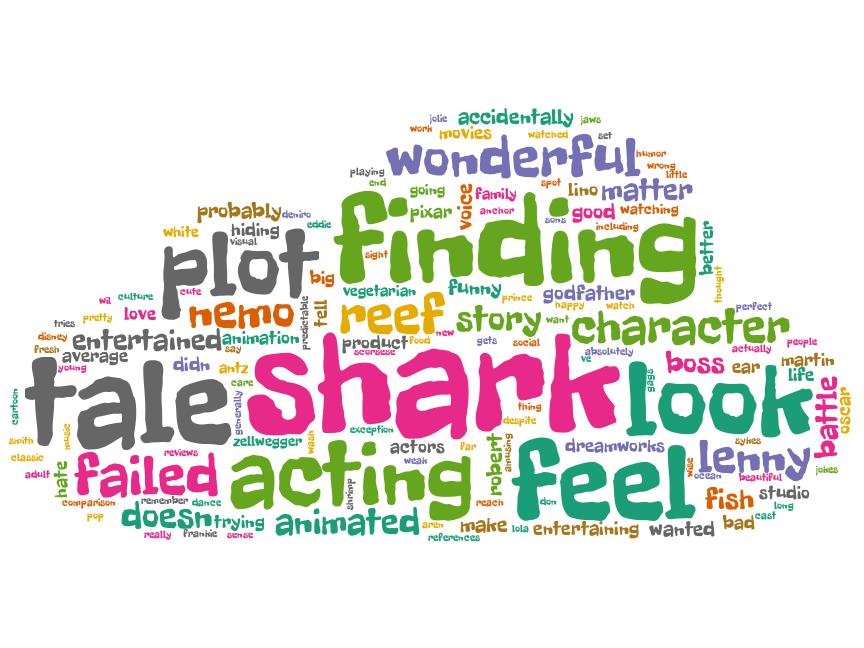 jolie accidentally jaws
work movies watched set
wonderful humor
playing wrong little
end going voice family spot lino matter
probably deniro pixar anchor sons good watching
white hiding eddie finding including better
visual plot sight
big vegetarian funny prince godfather thought
cute happy watch perfect
wil culture
pretty love nemo predictable tell reef story want character
tries
disney entertained animation product food new gets social actually people
fresh average say scorsese absolutely
young didn antz ve boss ear martin
tale care shark thing look gags life battle oscar
cartoon generally despite
smith music zellwegger wash exception actors far robert amusing dreamworks sykes
classic reviews weak lenny jokes
adult hate failed acting shrimp feel wise ocean beautiful
comparison remember dance reach don fish studio
pop doesn trying animated aren make lola entertaining wanted bad cast long
really frankie sense references